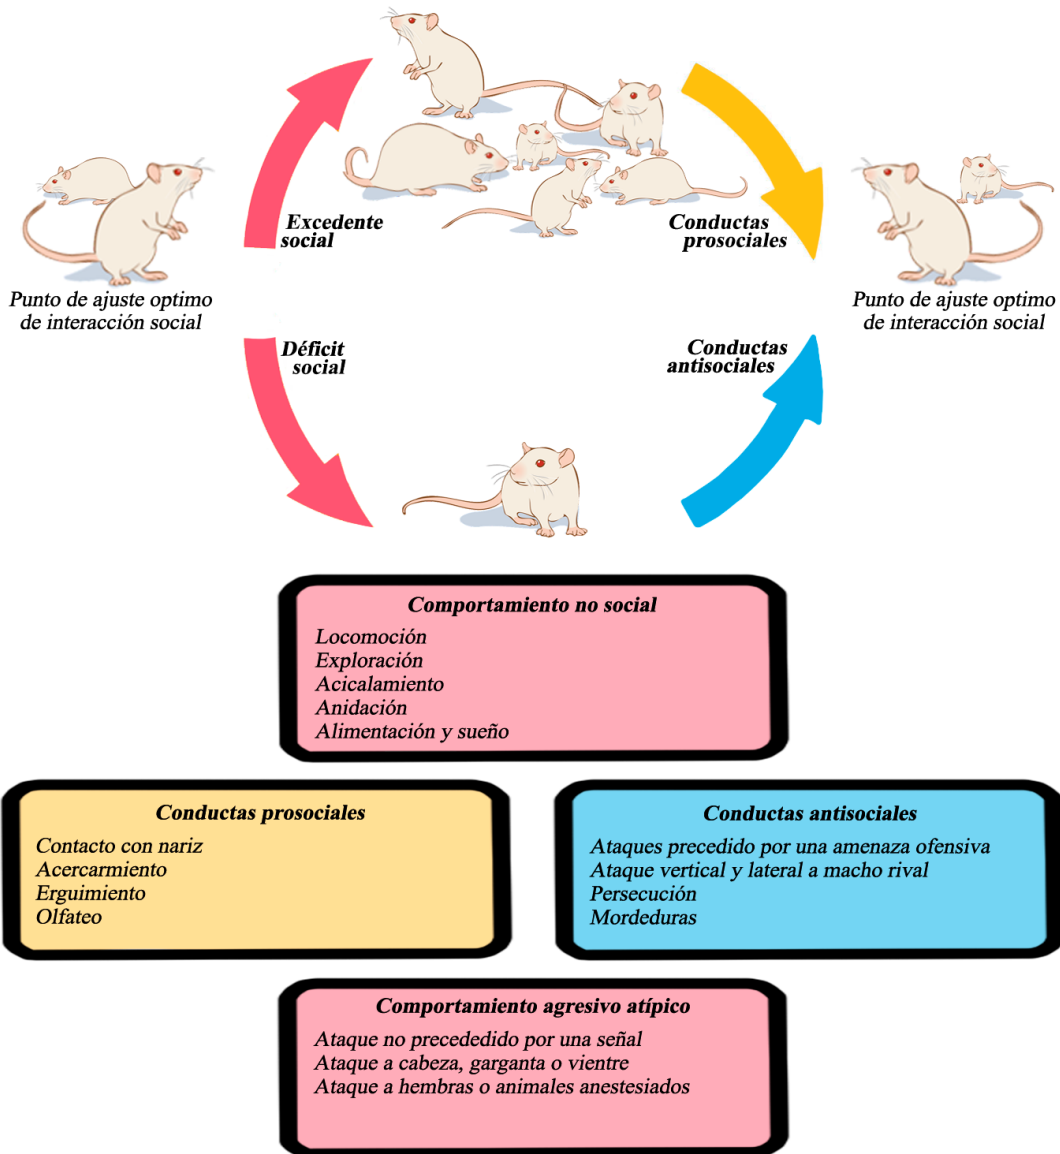 Excedente
social
Conductas
prosociales
Punto de ajuste optimo
de interacción social
Punto de ajuste optimo
de interacción social
Déficit
social
Conductas
antisociales
Comportamiento no social
Locomoción
Exploración
Acicalamiento
Anidación
Alimentación y sueño
Conductas prosociales
Contacto con nariz
Acercarmiento
Erguimiento
Olfateo
Conductas antisociales
Ataques precedido por una amenaza ofensiva
Ataque vertical y lateral a macho rival
Persecución
Mordeduras
Comportamiento agresivo atípico
Ataque no precededido por una señal
Ataque a cabeza, garganta o vientre
Ataque a hembras o animales anestesiados